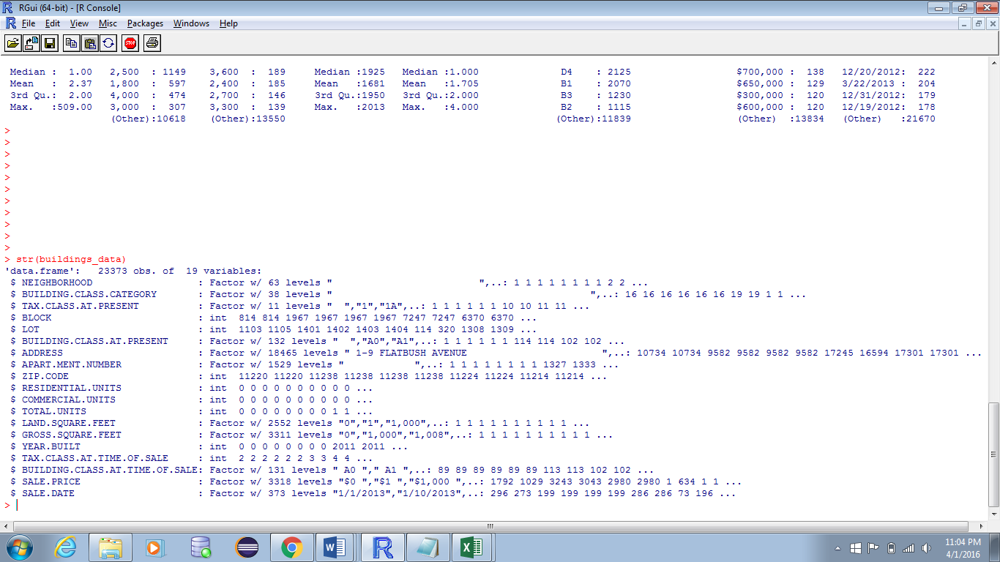 RGui (64-bit) - [R Console]
File Edit View Misc Packages Windows Help
STOP
Median :  1.00   2,500  : 1149    3,600  :  189     Median :1925   Median :1.000              D4     : 2125                  $700,000 :  138   12/20/2012:  222
Mean   :  2.37   1,800  :  597    2,400  :  185     Mean   :1681   Mean   :1.705              B1     : 2070                  $650,000 :  129   3/22/2013 :  204
3rd Qu.:  2.00   4,000  :  474    2,700  :  146     3rd Qu.:1950   3rd Qu.:2.000              B3     : 1230                  $300,000 :  120   12/31/2012:  179
Max.   :509.00   3,000  :  307    3,300  :  139     Max.   :2013   Max.   :4.000              B2     : 1115                  $600,000 :  120   12/19/2012:  178
(Other):10618    (Other):13550    (Other):11839    (Other)  :13834   (Other)   :21670
>
>
>
>
>
>
>
>
>
>
>
> str(buildings_data)
'data.frame':   23373 obs. of  19 variables:
$ NEIGHBORHOOD                  : Factor w/ 63 levels "                         ",..: 1 1 1 1 1 1 1 1 2 2 ...
$ BUILDING.CLASS.CATEGORY       : Factor w/ 38 levels "                                            ",..: 16 16 16 16 16 16 19 19 1 1 ...
$ TAX.CLASS.AT.PRESENT          : Factor w/ 11 levels "  ","1","1A",..: 1 1 1 1 1 1 10 10 11 11 ...
$ BLOCK                         : int  814 814 1967 1967 1967 1967 7247 7247 6370 6370 ...
$ LOT                           : int  1103 1105 1401 1402 1403 1404 114 320 1308 1309 ...
$ BUILDING.CLASS.AT.PRESENT     : Factor w/ 132 levels "  ","A0","A1",..: 1 1 1 1 1 1 114 114 102 102 ...
$ ADDRESS                       : Factor w/ 18465 levels " 1-9 FLATBUSH AVENUE                       ",..: 10734 10734 9582 9582 9582 9582 17245 16594 17301 17301 ...
$ APART.MENT.NUMBER             : Factor w/ 1529 levels "            ",..: 1 1 1 1 1 1 1 1 1327 1333 ...
$ ZIP.CODE                      : int  11220 11220 11238 11238 11238 11238 11224 11224 11214 11214 ...
$ RESIDENTIAL.UNITS             : int  0 0 0 0 0 0 0 0 0 0 ...
$ COMMERCIAL.UNITS              : int  0 0 0 0 0 0 0 0 0 0 ...
$ TOTAL.UNITS                   : int  0 0 0 0 0 0 0 0 1 1 ...
$ LAND.SQUARE.FEET              : Factor w/ 2552 levels "0","1","1,000",..: 1 1 1 1 1 1 1 1 1 1 ...
$ GROSS.SQUARE.FEET             : Factor w/ 3311 levels "0","1,000","1,008",..: 1 1 1 1 1 1 1 1 1 1 ...
$ YEAR.BUILT                    : int  0 0 0 0 0 0 0 0 2011 2011 ...
$ TAX.CLASS.AT.TIME.OF.SALE     : int  2 2 2 2 2 2 3 3 4 4 ...
$ BUILDING.CLASS.AT.TIME.OF.SALE: Factor w/ 131 levels " A0 "," A1 ",..: 89 89 89 89 89 89 113 113 102 102 ...
$ SALE.PRICE                    : Factor w/ 3318 levels "$0 ","$1 ","$1,000 ",..: 1792 1029 3243 3043 2980 2980 1 634 1 1 ...
$ SALE.DATE                     : Factor w/ 373 levels "1/1/2013","1/10/2013",..: 296 273 199 199 199 199 286 286 73 196 ...
>
11:04 PM
4/1/2016